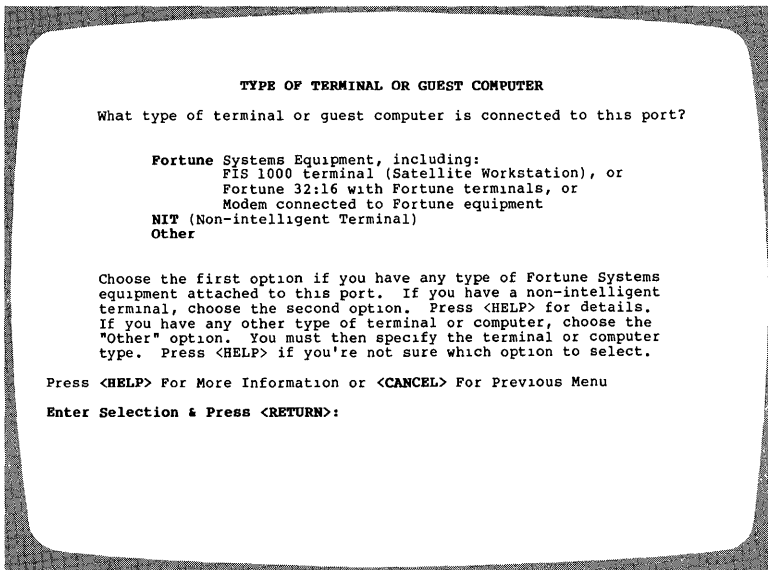 TYPE OF TERMINAL OR GUEST COMPUTER
What type of terminal or guest computer is connected to this port?
Fortune Systems Equipment, including:
FIS 1000 terminal (Satellite Workstation), or
Fortune 32:16 with Fortune terminals, or
Modem connected to Fortune equipment
NIT (Non-intelligent Terminal)
Other
Choose the first option if you have any type of Fortune Systems
equipment attached to this port.  If you have a non-intelligent
terminal, choose the second option.  Press <HELP> for details.
If you have any other type of terminal or computer, choose the
"Other" option.  You must then specify the terminal or computer
type.  Press <HELP> if you're not sure which option to select.
Press <HELP> For More Information or <CANCEL> For Previous Menu
Enter Selection & Press <RETURN>: